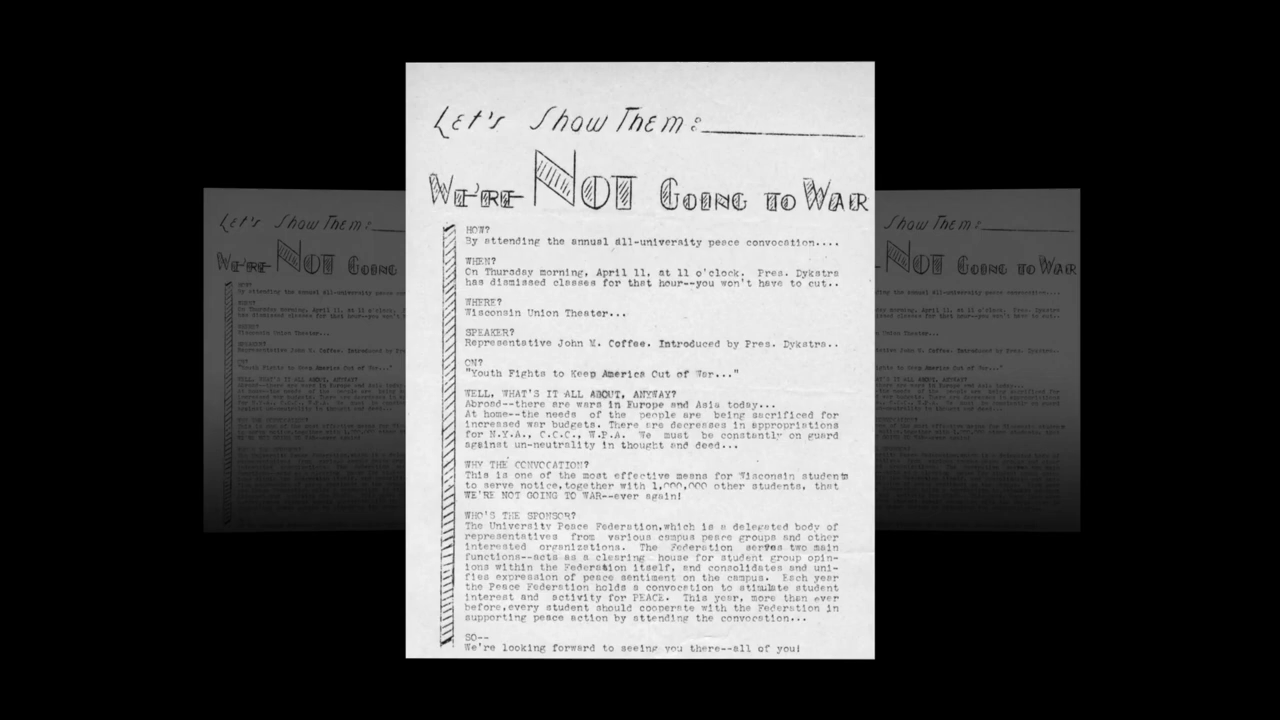 Let's Show Them:
WE'RE NOT GOING TO WAR
HOW?
By attending the annual all-university peace convocation....
WHEN?
On Thursday morning, April 11, at 11 o'clock. Pres. Dykstra
has dismissed classes for that hour--you won't have to cut..
WHERE?
Wisconsin Union Theater...
SPEAKER?
Representative John M. Coffee. Introduced by Pres. Dykstra..
ON?
"Youth Fights to Keep America Out of War..."
WELL, WHAT'S IT ALL ABOUT, ANYWAY?
Abroad--there are wars in Europe and Asia today...
At home--the needs of the people are being sacrificed for
increased war budgets. There are decreases in appropriations
for N.Y.A., C.C.C., W.P.A. We must be constantly on guard
against un-neutrality in thought and deed...
WHY THE CONVOCATION?
This is one of the most effective means for Wisconsin students
to serve notice,together with 1,000,000 other students, that
WE'RE NOT GOING TO WAR--ever again!
WHO'S THE SPONSOR?
The University Peace Federation,which is a delegated body of
representatives from various campus peace groups and other
interested organizations. The Federation serves two main
functions--acts as a clearing house for student group opin-
ions within the Federation itself, and consolidates and uni-
fies expression of peace sentiment on the campus. Each year
the Peace Federation holds a convocation to stimulate student
interest and activity for PEACE. This year, more than ever
before,every student should cooperate with the Federation in
supporting peace action by attending the convocation...
SO--
We're looking forward to seeing you there--all of you!